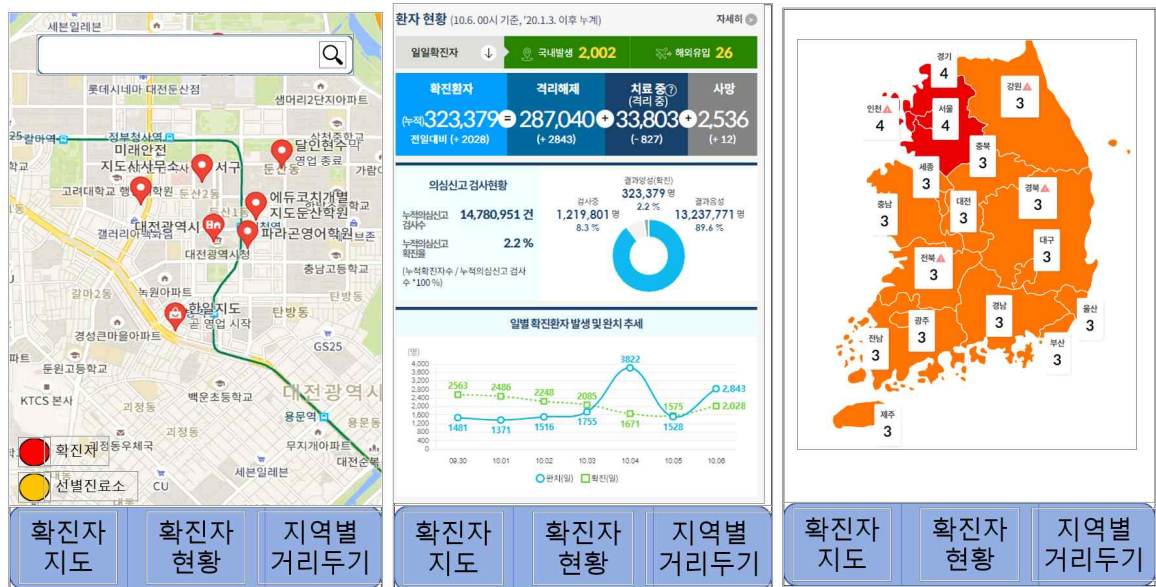 세븐일레븐
롯데시네마 대전둔산점
샘머리2단지아파트
갈마역
정부청사역
미래안전
지도사사무소
서구
달인현수막
영업 종료
둔산동
고려대학교
둔산2동
에듀코치개별
지도둔산학원
대전광역시
파라곤영어학원
갤러리아백화점
대전광역시청
충남고등학교
갈마2동
녹원아파트
한일지도
곧 영업 시작
탄방동
탄방동
경성큰마을아파트
GS25
둔원고등학교
KTCS 본사
괴정동
백운초등학교
대전광역시
용문역
용문동
괴정동우체국
괴정동
무지개아파트
확진자
세븐일레븐
선별진료소
CU
확진자
지도
확진자
현황
지역별
거리두기
환자 현황 (10.6. 00시 기준, '20.1.3. 이후 누계) 자세히
일일확진자 국내발생 2,002 해외유입 26
확진환자 격리해제 치료 중? 사망
(격리 중)
(누적)323,379 = 287,040 + 33,803 + 2,536
전일대비 (+ 2028) (+ 2843) (- 827) (+ 12)
의심신고 검사현황
누적의심신고
검사수
14,780,951 건
누적의심신고
확진율
2.2 %
(누적확진자수 / 누적의심신고 검사
수 *100 %)
결과양성(확진)
323,379 명
2.2 %
검사중
1,219,801 명
8.3 %
결과음성
13,237,771 명
89.6 %
일별 확진환자 발생 및 완치 추세
(명)
4,000
3,600
3,200
2,800
2,400
2,000
1,600
1,200
800
400
0
3822
2563 2486 2248 2085 1575 2,843
2,028
1481 1371 1516 1755 1671 1528
09.30 10.01 10.02 10.03 10.04 10.05 10.06
완치(일) 확진(일)
확진자
지도
확진자
현황
지역별
거리두기
경기
4
강원
3
인천
4
서울
4
충북
3
세종
3
경북
3
충남
3
대전
3
대구
3
전북
3
경남
3
울산
3
광주
3
전남
3
부산
3
제주
3
확진자
지도
확진자
현황
지역별
거리두기